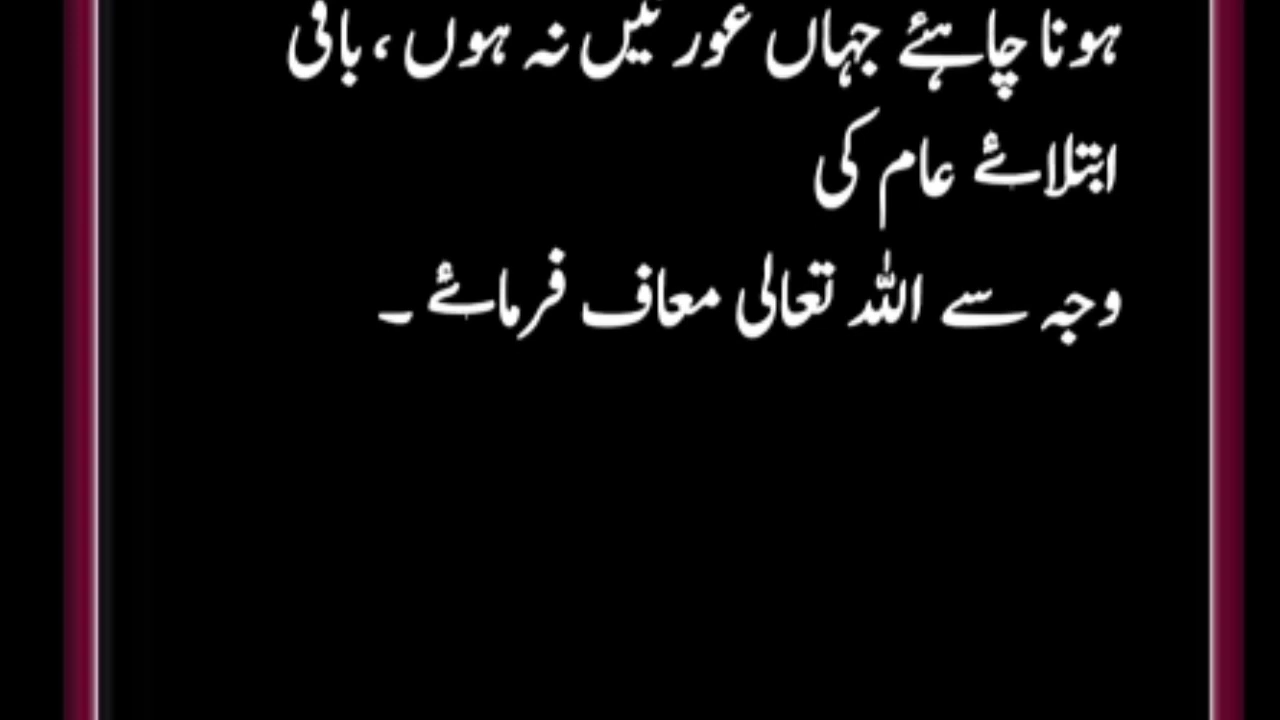 ہونا چاہئے جہاں عورتیں نہ ہوں، باقی
ابتلائے عام کی
وجہ سے اللہ تعالی معاف فرمائے ۔